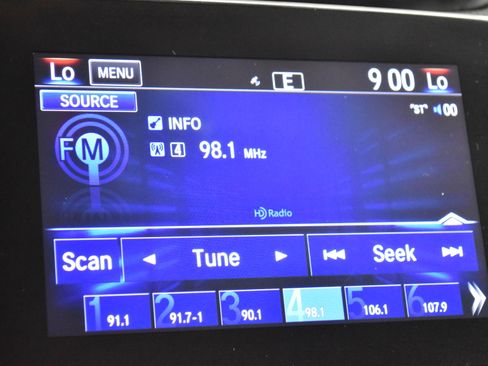 Lo MENU E 9 00 Lo
SOURCE "ST" 00
FM INFO
4 98.1 MHz
HD Radio
Scan Tune Seek
1 91.1 2 91.7-1 3 90.1 4 98.1 5 106.1 6 107.9